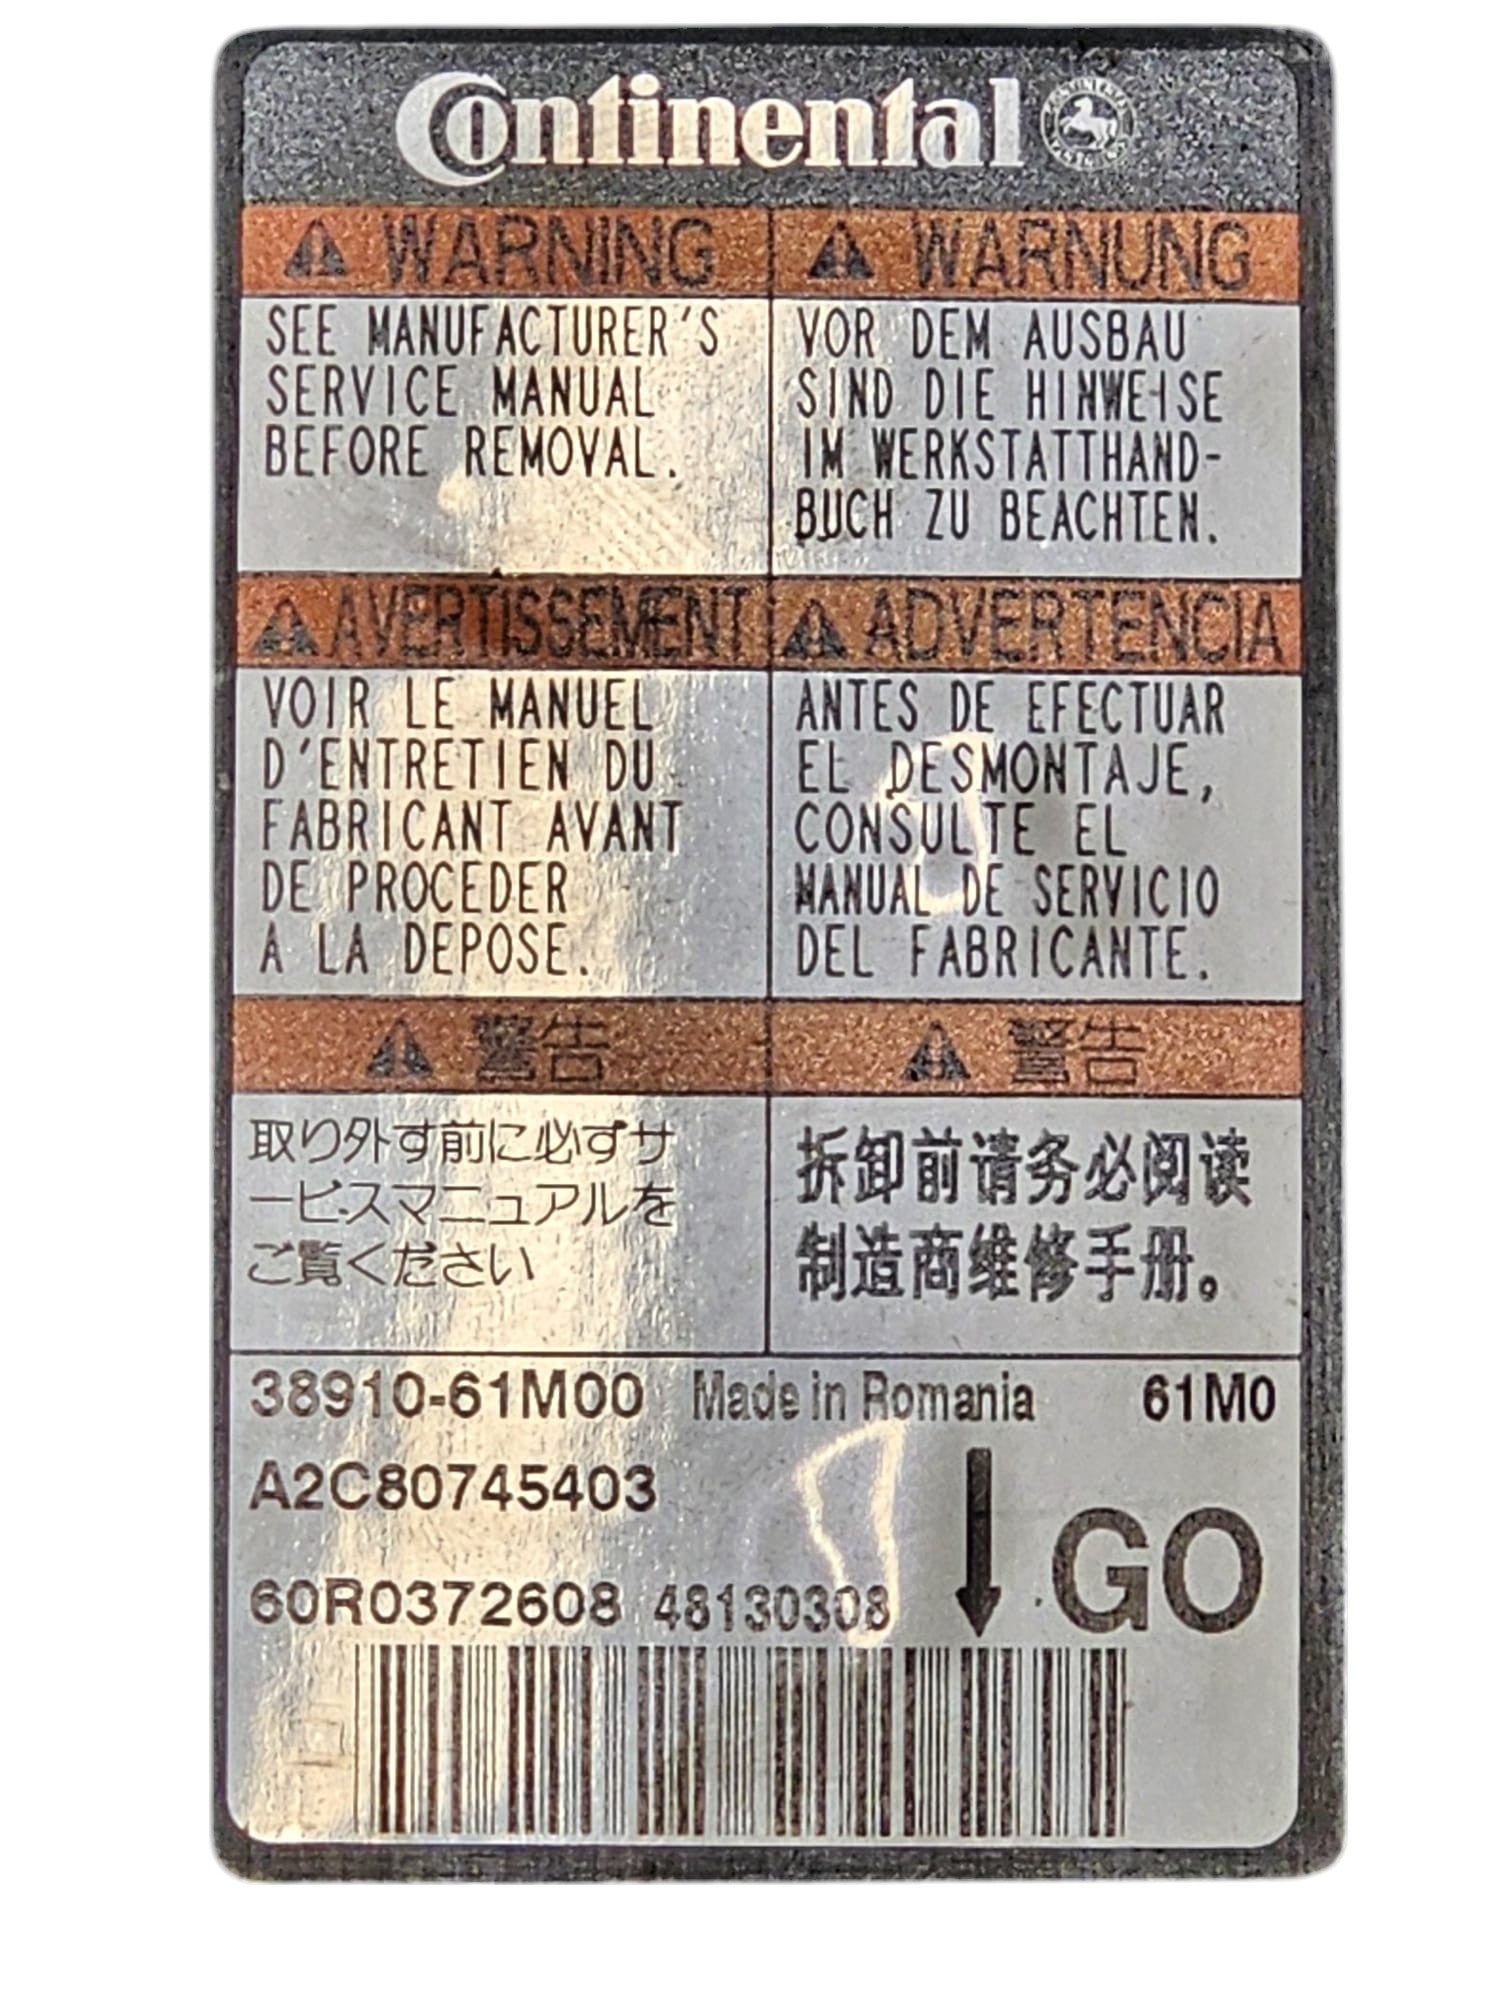 Continental
WARNING
SEE MANUFACTURER'S
SERVICE MANUAL
BEFORE REMOVAL.
WARNUNG
VOR DEM AUSBAU
SIND DIE HINWEISE
IM WERKSTATTHAND-
BUCH ZU BEACHTEN.
AVERTISSEMENT
VOIR LE MANUEL
D'ENTRETIEN DU
FABRICANT AVANT
DE PROCEDER
A LA DEPOSE.
ADVERTENCIA
ANTES DE EFECTUAR
EL DESMONTAJE,
CONSULTE EL
MANUAL DE SERVICIO
DEL FABRICANTE.
警告
取り外す前に必ずサ
ービスマニュアルを
ご覧ください
警告
拆卸前请务必阅读
制造商维修手册。
38910-61M00 Made in Romania 61M0
A2C80745403
GO
60R0372608 48130308